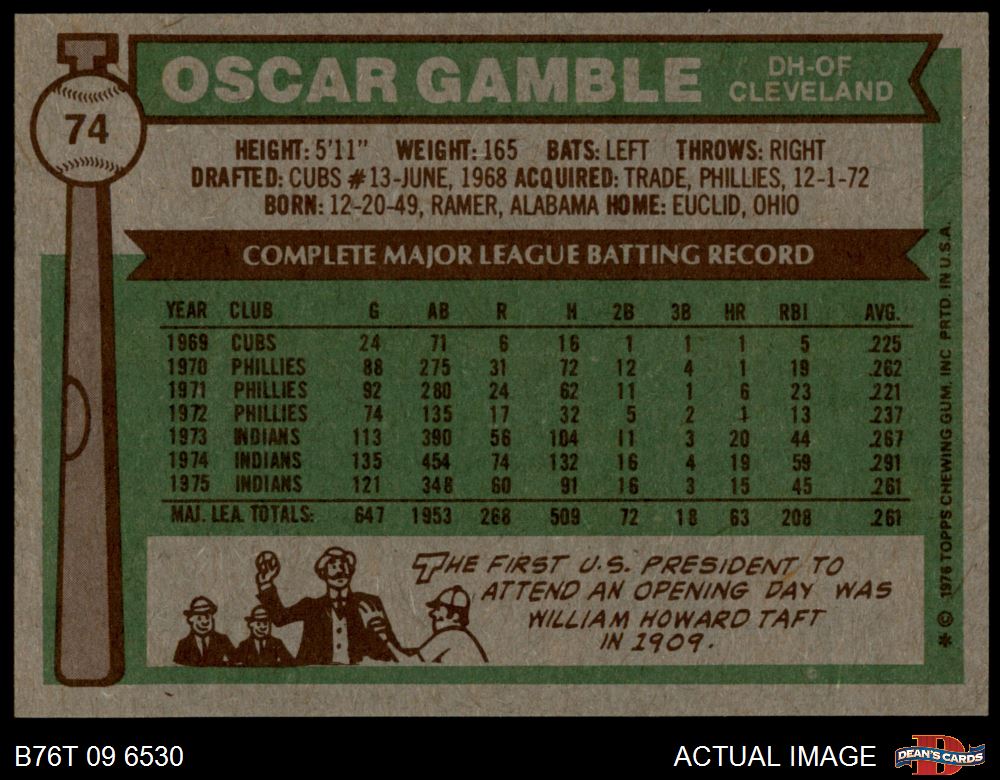 OSCAR GAMBLE
DH-OF
CLEVELAND
74
HEIGHT: 5'11" WEIGHT: 165 BATS: LEFT THROWS: RIGHT
DRAFTED: CUBS #13-JUNE, 1968 ACQUIRED: TRADE, PHILLIES, 12-1-72
BORN: 12-20-49, RAMER, ALABAMA HOME: EUCLID, OHIO
COMPLETE MAJOR LEAGUE BATTING RECORD
YEAR CLUB G AB R H 2B 3B HR RBI AVG.
1969 CUBS 24 71 6 16 1 1 1 5 .225
1970 PHILLIES 88 275 31 72 12 4 1 19 .262
1971 PHILLIES 92 280 24 62 11 1 6 23 .221
1972 PHILLIES 74 135 17 32 5 2 1 13 .237
1973 INDIANS 113 390 56 104 11 3 20 44 .267
1974 INDIANS 135 454 74 132 16 4 19 59 .291
1975 INDIANS 121 348 60 91 16 3 15 45 .261
MAJ. LEA. TOTALS: 647 1953 268 509 72 18 63 208 .261
THE FIRST U.S. PRESIDENT TO
ATTEND AN OPENING DAY WAS
WILLIAM HOWARD TAFT
IN 1909.
* © 1976 TOPPS CHEWING GUM, INC PRTD. IN U.S.A.
B76T 09 6530
ACTUAL IMAGE
D
DEAN'S CARDS